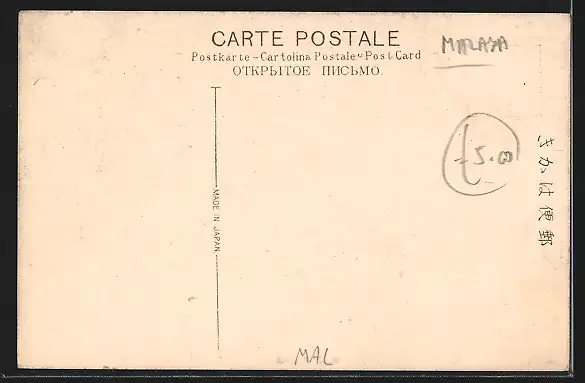 CARTE POSTALE
Postkarte – Cartolina Postale – Post Card
ОТКРЫТОЕ ПИСЬМО
MALAYA
£5.00
きかは便郵
MADE IN JAPAN
MAL